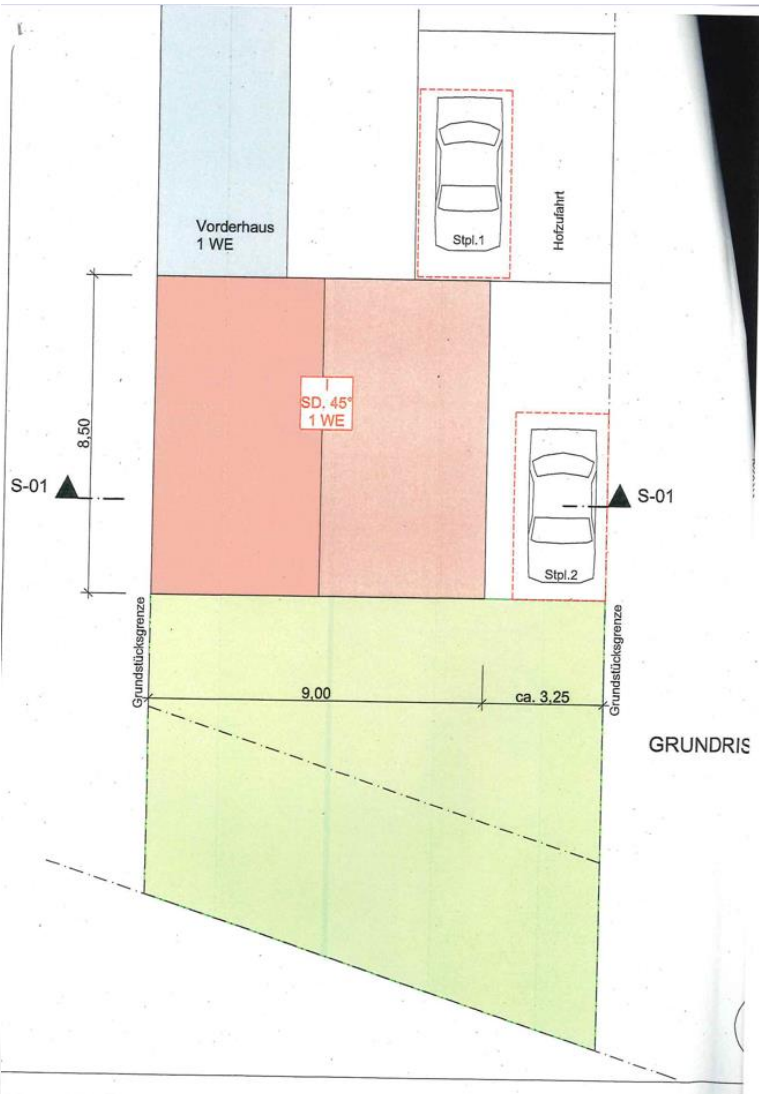 Vorderhaus
1 WE
Stpl.1
Hofzufahrt
I
SD. 45°
1 WE
8,50
S-01
S-01
Stpl.2
Grundstücksgrenze
Grundstücksgrenze
9,00
ca. 3,25
GRUNDRIS